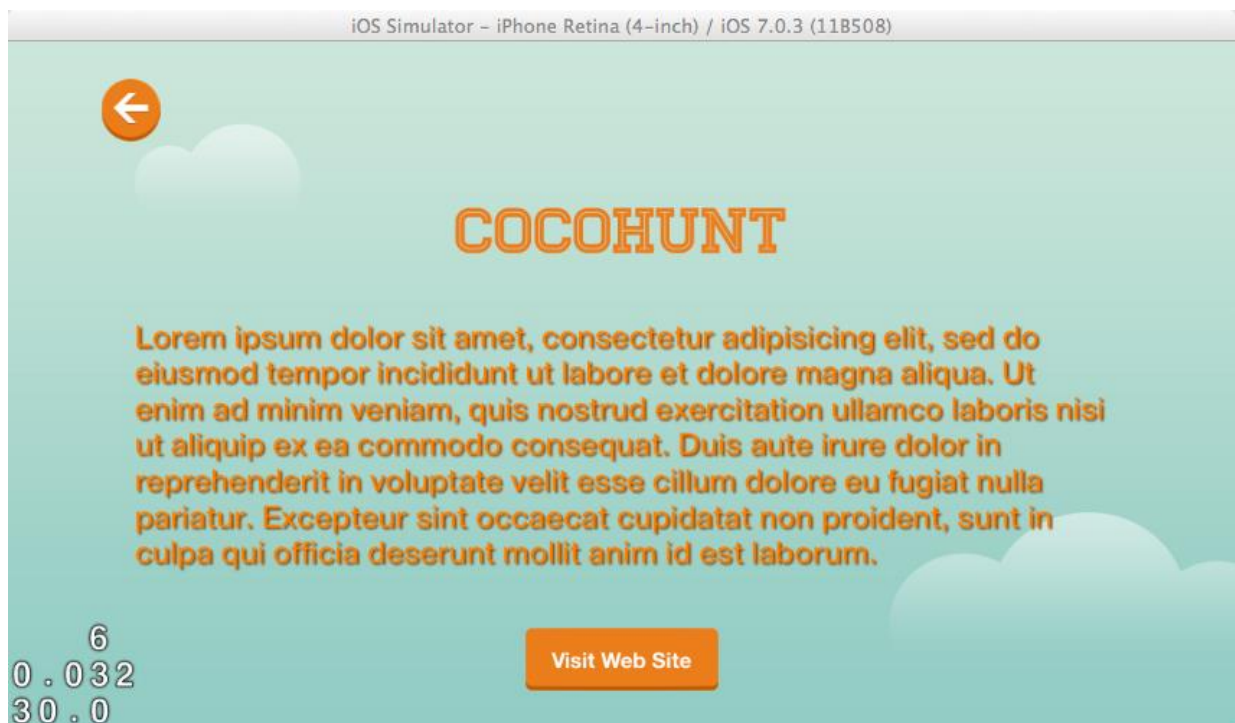 iOS Simulator – iPhone Retina (4-inch) / iOS 7.0.3 (11B508)
COCOHUNT
Lorem ipsum dolor sit amet, consectetur adipisicing elit, sed do
eiusmod tempor incididunt ut labore et dolore magna aliqua. Ut
enim ad minim veniam, quis nostrud exercitation ullamco laboris nisi
ut aliquip ex ea commodo consequat. Duis aute irure dolor in
reprehenderit in voluptate velit esse cillum dolore eu fugiat nulla
pariatur. Excepteur sint occaecat cupidatat non proident, sunt in
culpa qui officia deserunt mollit anim id est laborum.
Visit Web Site
6
0.032
30.0